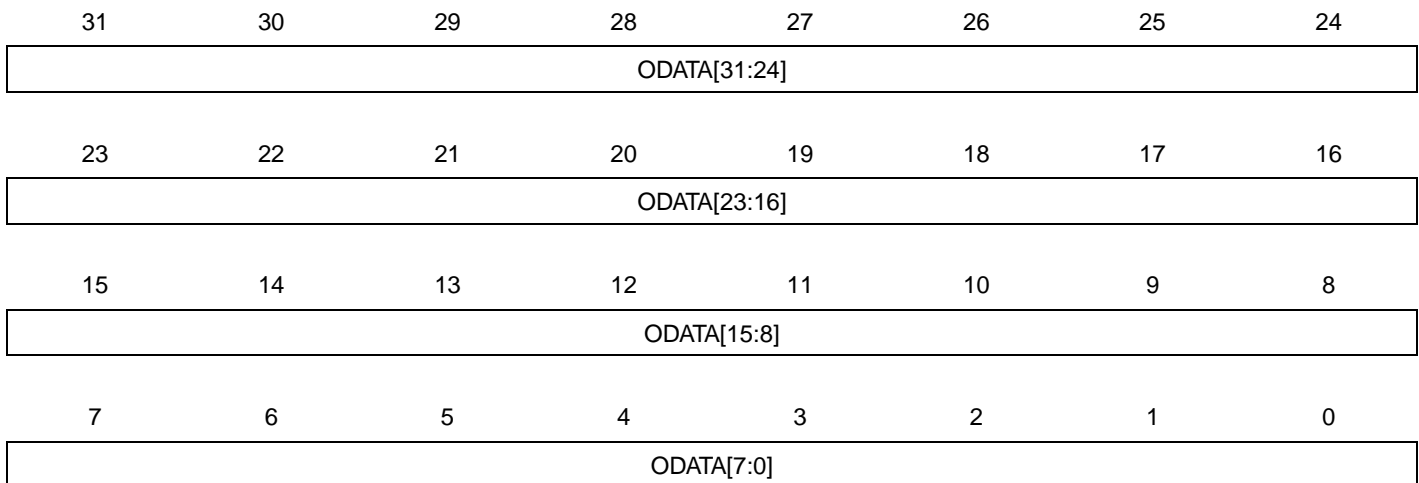 31 30 29 28 27 26 25 24
ODATA[31:24]
23 22 21 20 19 18 17 16
ODATA[23:16]
15 14 13 12 11 10 9 8
ODATA[15:8]
7 6 5 4 3 2 1 0
ODATA[7:0]